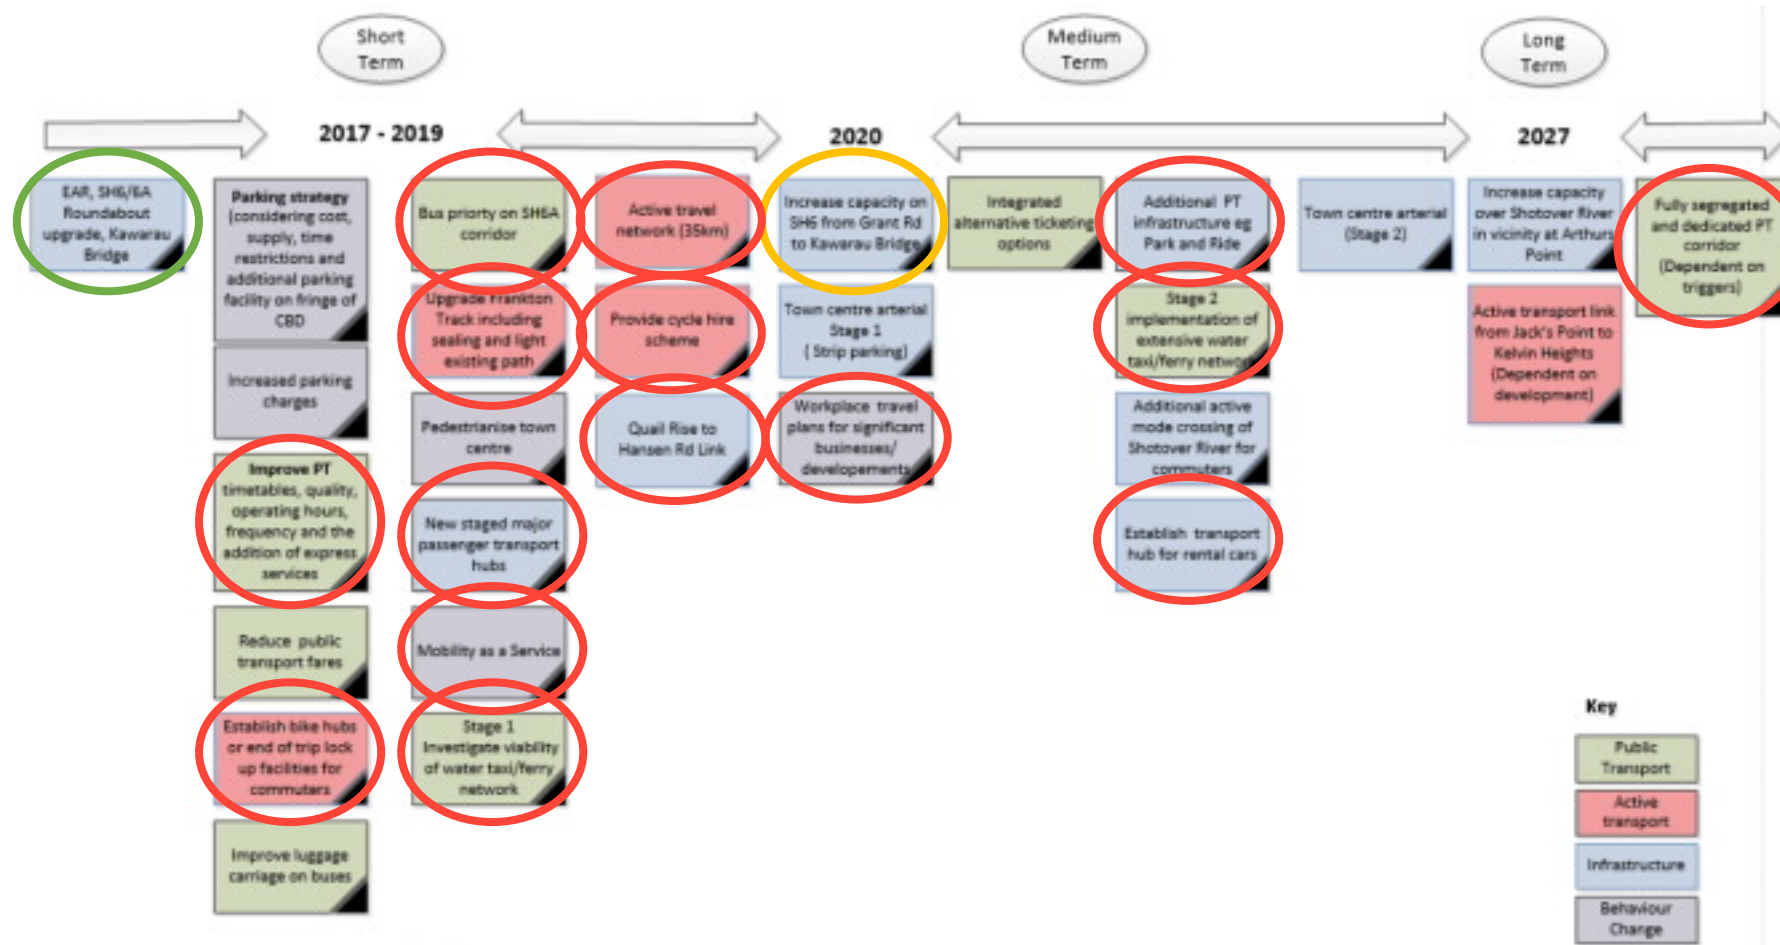 Short
Term
Medium
Term
Long
Term
2017 - 2019
2020
2027
EAR, SH6/6A
Roundabout
upgrade, Kawarau
Bridge
Parking strategy
(considering cost,
supply, time
restrictions and
additional parking
facility on fringe of
CBD
Increased parking
charges
Improve PT
timetables, quality,
operating hours,
frequency and the
addition of express
services
Reduce public
transport fares
Establish bike hubs
or end of trip lock
up facilities for
commuters
Improve luggage
carriage on buses
Bus priorty on SH6A
corridor
Upgrade Frankton
Track including
sealing and light
existing path
Pedestrianise town
centre
New staged major
passenger transport
hubs
Mobility as a Service
Stage 1
Investigate viability
of water taxi/ferry
network
Active travel
network (35km)
Provide cycle hire
scheme
Quail Rise to
Hansen Rd Link
Increase capacity on
SH6 from Grant Rd
to Kawarau Bridge
Town centre arterial
Stage 1
( Strip parking)
Workplace travel
plans for significant
businesses/
developements
Integrated
alternative ticketing
options
Additional PT
infrastructure eg
Park and Ride
Stage 2
implementation of
extensive water
taxi/ferry network
Additional active
mode crossing of
Shotover River for
commuters
Establish transport
hub for rental cars
Town centre arterial
(Stage 2)
Increase capacity
over Shotover River
in vicinity at Arthurs
Point
Active transport link
from Jack's Point to
Kelvin Heights
(Dependent on
development)
Fully segregated
and dedicated PT
corridor
(Dependent on
triggers)
Key
Public
Transport
Active
transport
Infrastructure
Behaviour
Change